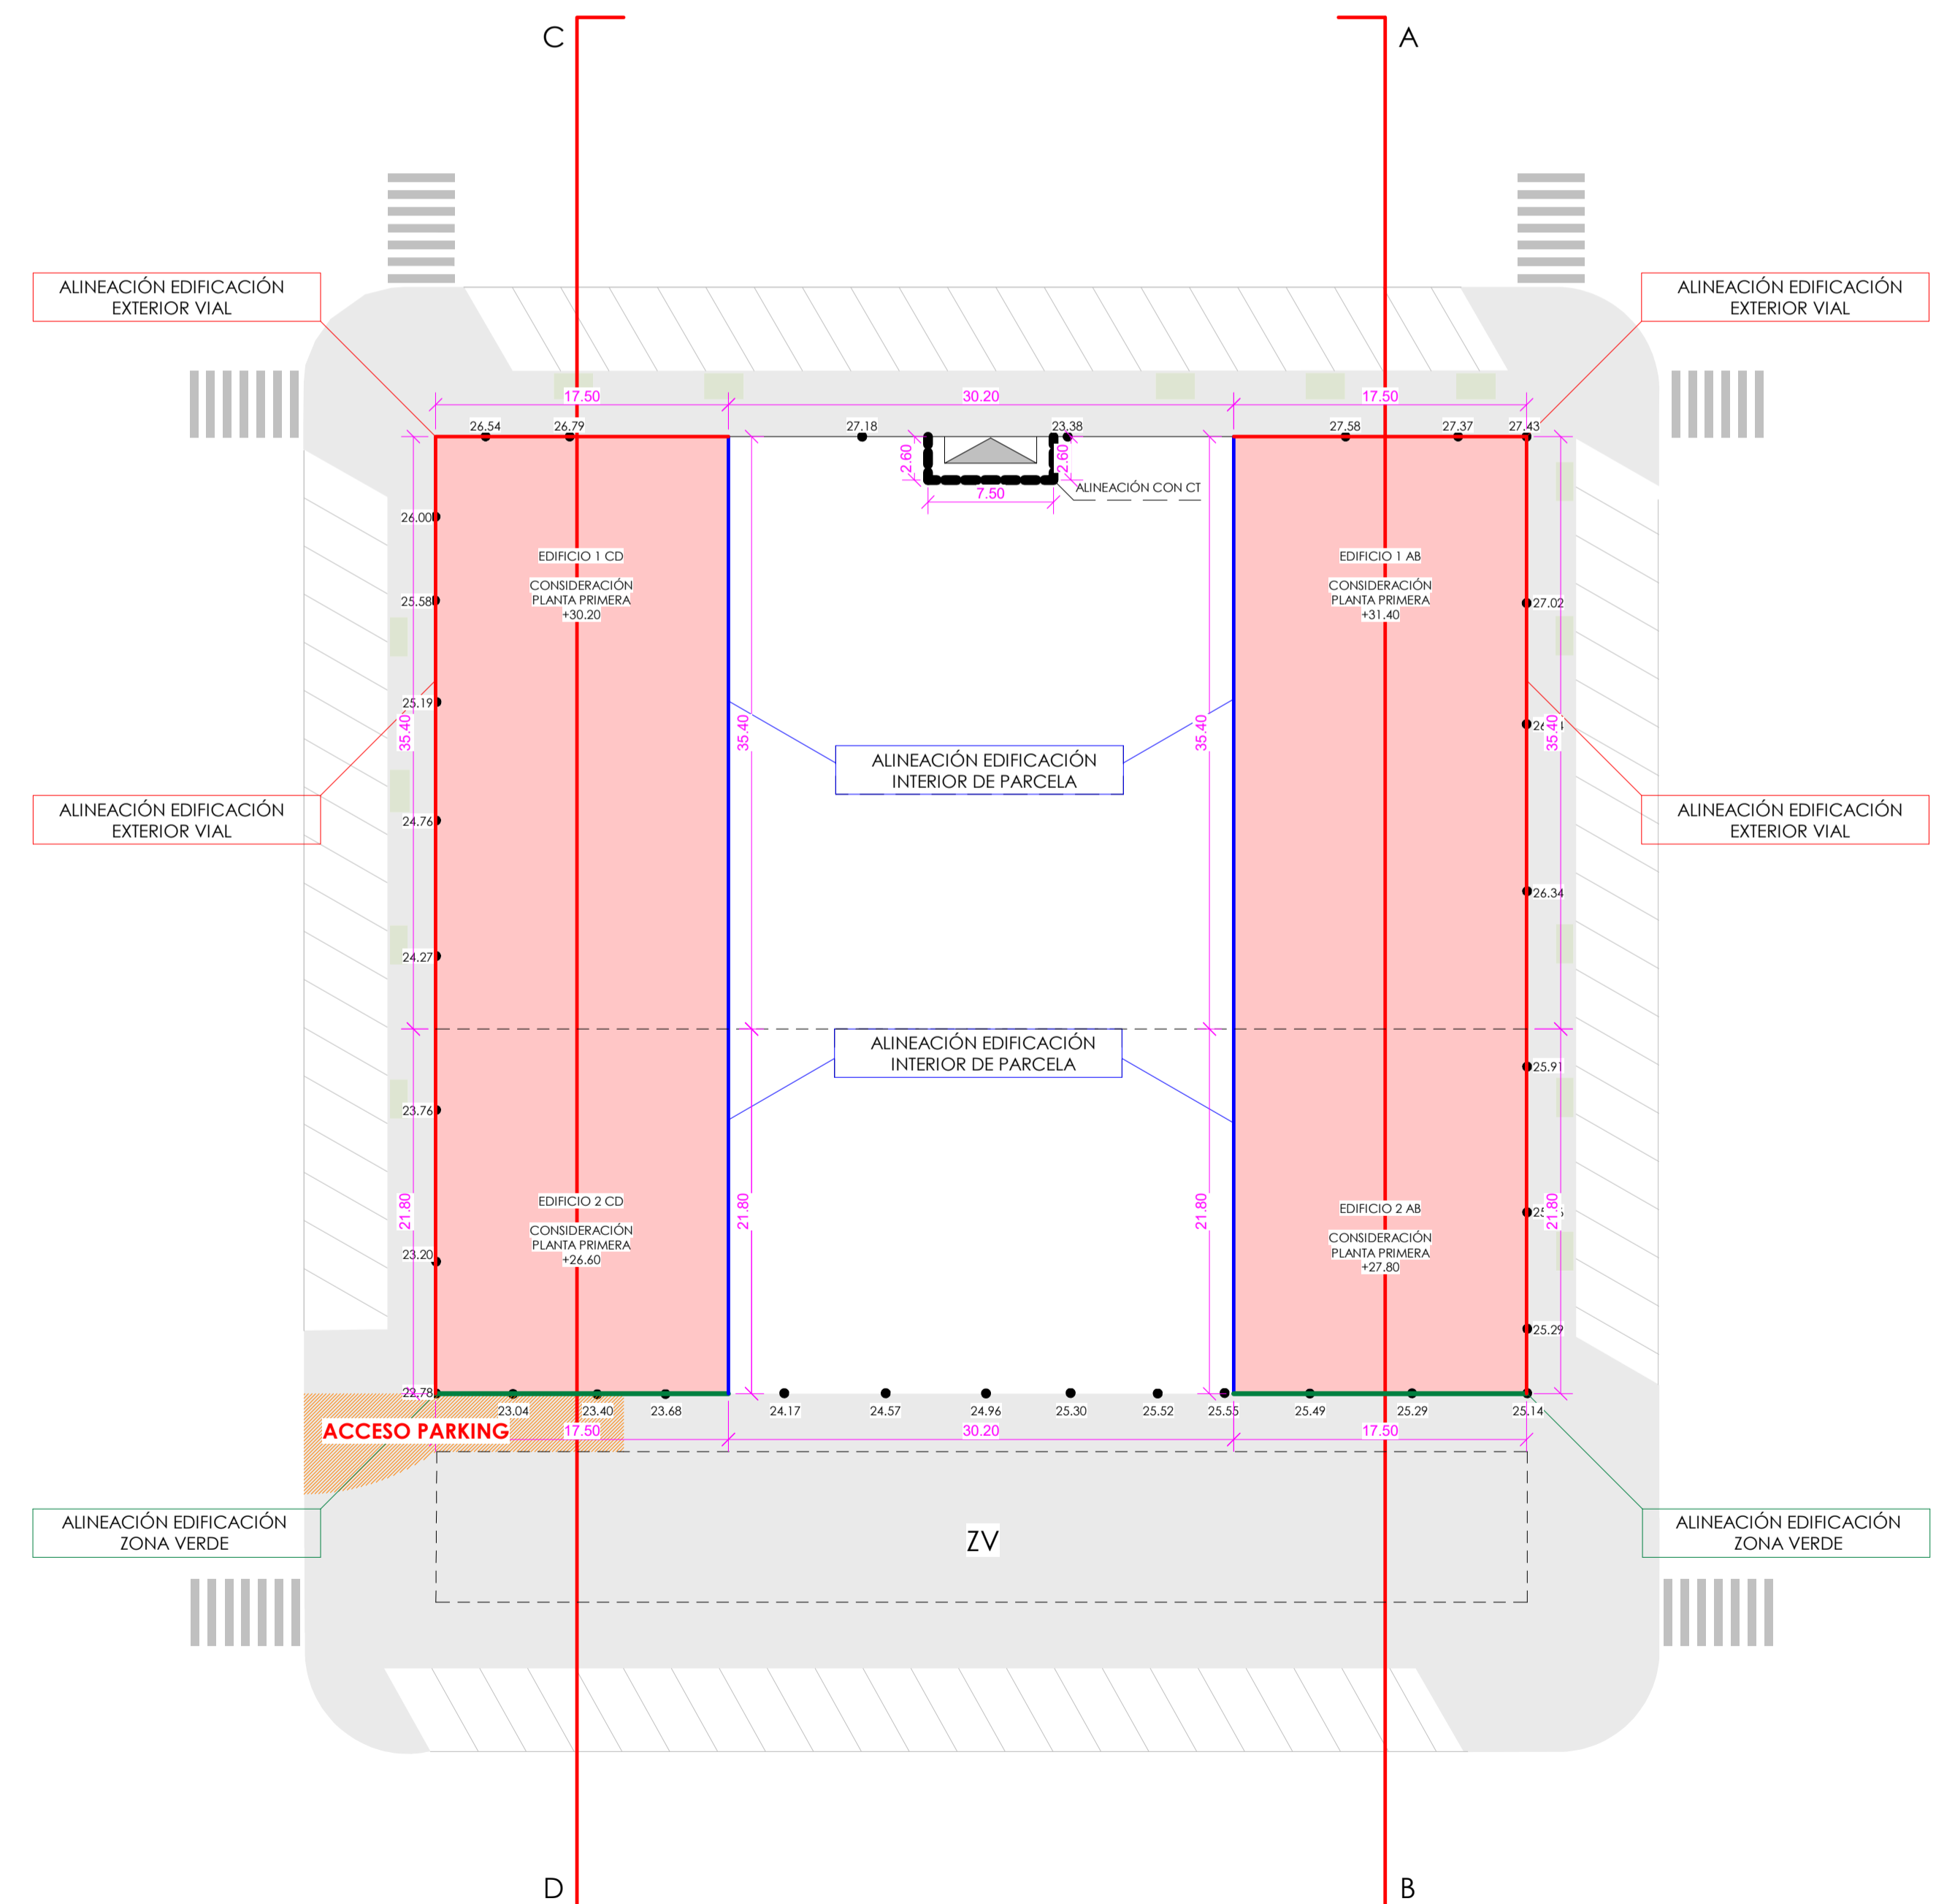 C
A
ALINEACIÓN EDIFICACIÓN
EXTERIOR VIAL
ALINEACIÓN EDIFICACIÓN
EXTERIOR VIAL
17.50
30.20
17.50
26.54
26.79
27.18
23.38
27.58
27.37
27.43
2.60
2.60
7.50
ALINEACIÓN CON CT
26.00
25.58
25.19
24.76
24.27
23.76
23.20
22.78
EDIFICIO 1 CD
CONSIDERACIÓN
PLANTA PRIMERA
+30.20
EDIFICIO 1 AB
CONSIDERACIÓN
PLANTA PRIMERA
+31.40
27.02
26.34
25.91
25.29
35.40
35.40
35.40
35.40
ALINEACIÓN EDIFICACIÓN
INTERIOR DE PARCELA
ALINEACIÓN EDIFICACIÓN
EXTERIOR VIAL
ALINEACIÓN EDIFICACIÓN
EXTERIOR VIAL
ALINEACIÓN EDIFICACIÓN
INTERIOR DE PARCELA
21.80
21.80
21.80
21.80
EDIFICIO 2 CD
CONSIDERACIÓN
PLANTA PRIMERA
+26.60
EDIFICIO 2 AB
CONSIDERACIÓN
PLANTA PRIMERA
+27.80
23.04
23.40
23.68
24.17
24.57
24.96
25.30
25.52
25.55
25.49
25.29
25.14
ACCESO PARKING
17.50
30.20
17.50
ALINEACIÓN EDIFICACIÓN
ZONA VERDE
ZV
ALINEACIÓN EDIFICACIÓN
ZONA VERDE
D
B